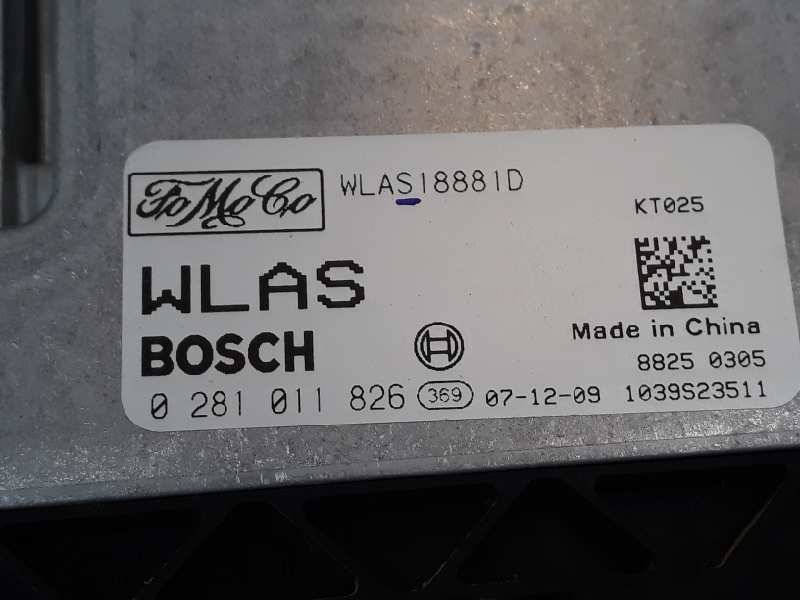 FoMoCo WLAS18881D
KT025
WLAS
Made in China
BOSCH
8825 0305
0 281 011 826 369 07-12-09 1039S23511